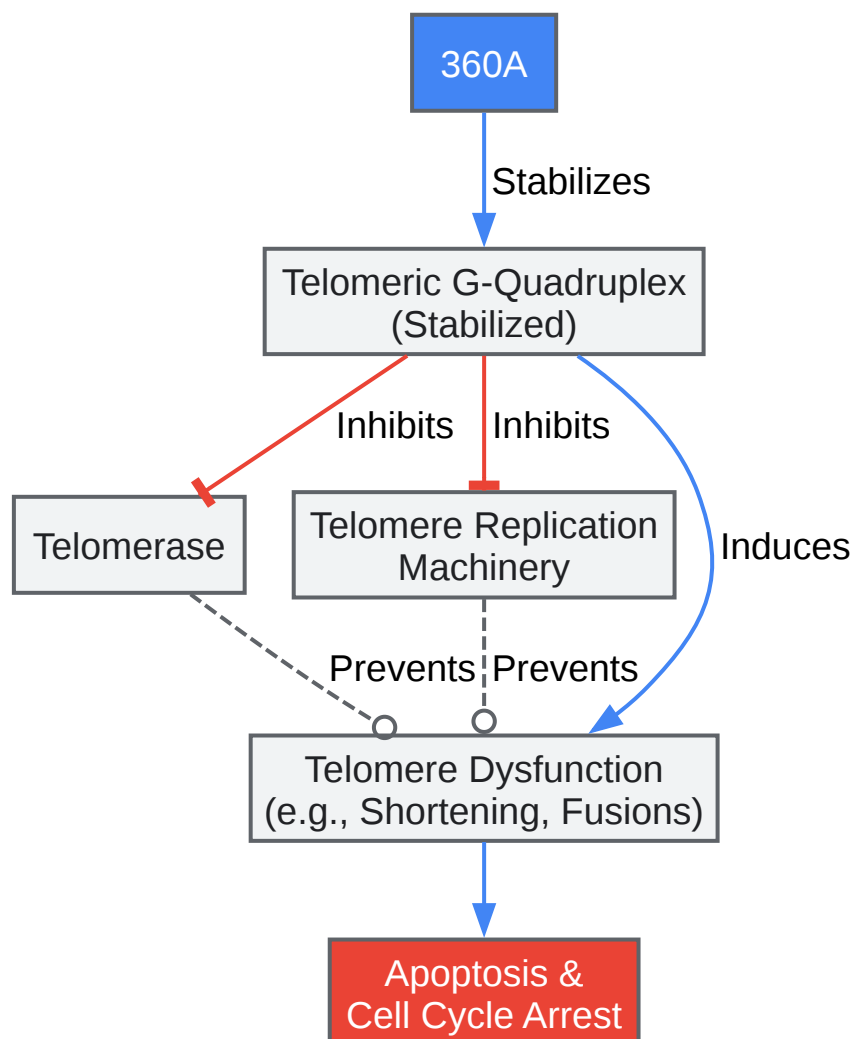 360A
Stabilizes
Telomeric G-Quadruplex
(Stabilized)
Inhibits
Inhibits
Telomerase
Telomere Replication
Machinery
Induces
Prevents
Prevents
Telomere Dysfunction
(e.g., Shortening, Fusions)
Apoptosis &
Cell Cycle Arrest